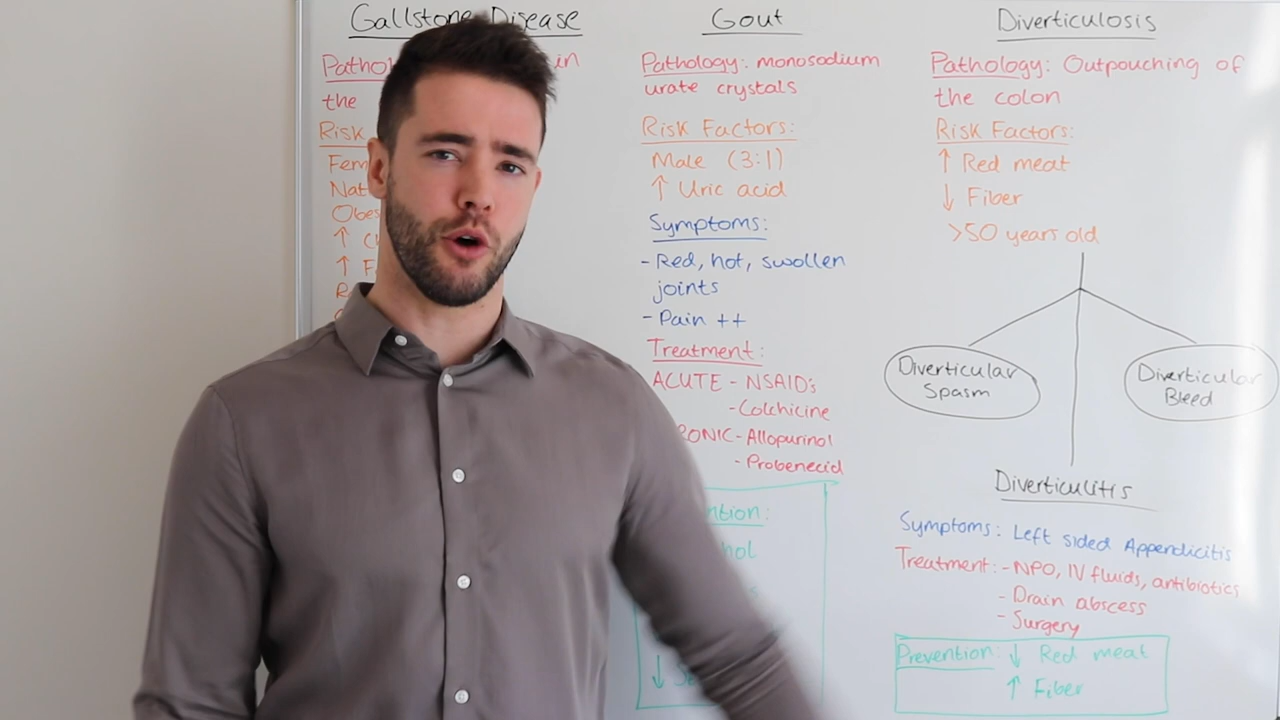 Gallstone Disease
in
the
Risk
Gout
Pathology: monosodium
urate crystals
Risk Factors:
Male (3:1)
↑ Uric acid
Symptoms:
- Red, hot, swollen
joints
- Pain ++
Treatment:
ACUTE - NSAIDs
- Colchicine
- Allopurinol
- Probenecid
↓
Diverticulosis
Pathology: Outpouching of
the colon
Risk Factors:
↑ Red meat
↓ Fiber
>50 years old
Diverticular
Spasm
Diverticular
Bleed
Diverticulitis
Symptoms: Left sided Appendicitis
Treatment: - NPO, IV fluids, antibiotics
- Drain abscess
- Surgery
Prevention: ↓ Red meat
↑ Fiber